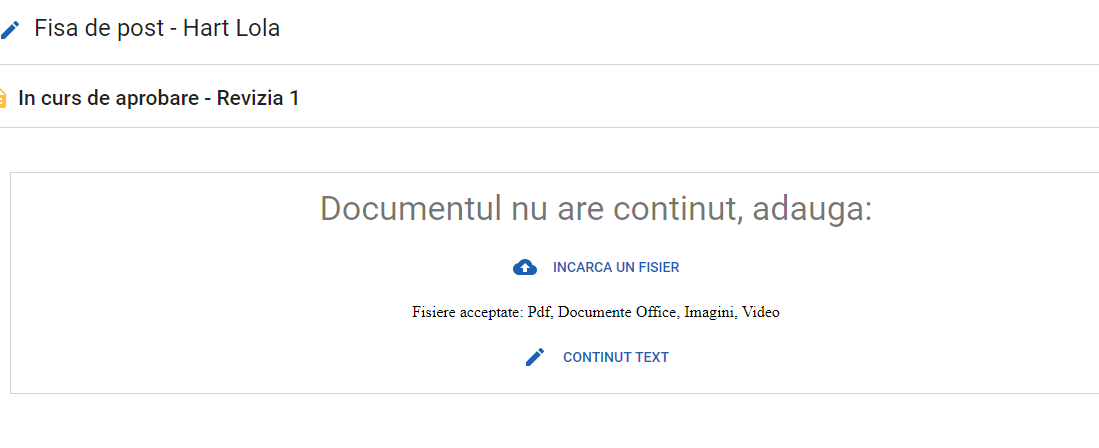 Fisa de post - Hart Lola
In curs de aprobare - Revizia 1
Documentul nu are continut, adauga:
INCARCA UN FISIER
Fisiere acceptate: Pdf, Documente Office, Imagini, Video
CONTINUT TEXT